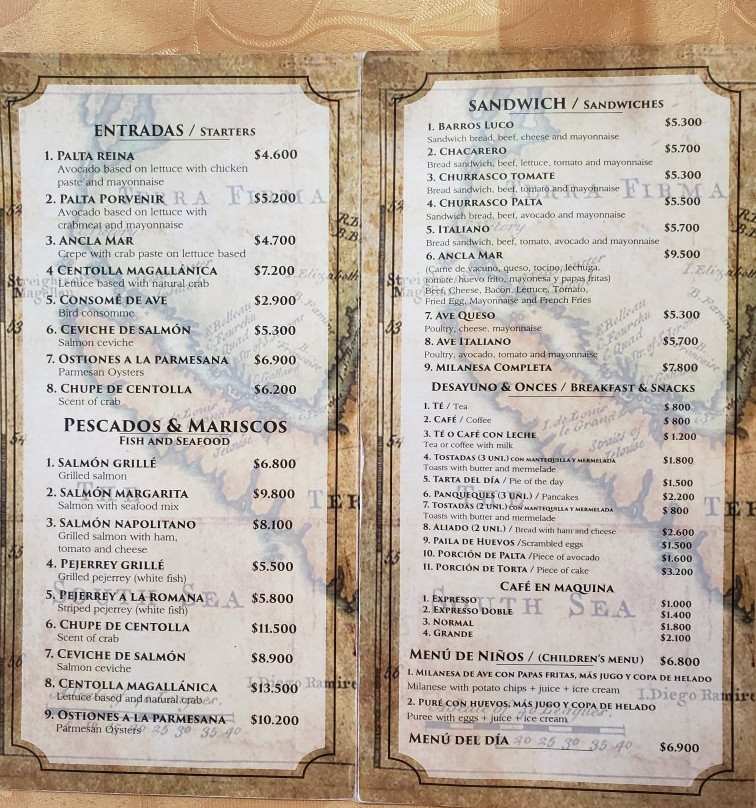 ENTRADAS / STARTERS
1. PALTA REINA $4.600
Avocado based on lettuce with chicken
paste and mayonnaise
2. PALTA PORVENIR $5.200
Avocado based on lettuce with
crabmeat and mayonnaise
3. ANCLA MAR $4.700
Crepe with crab paste on lettuce based
4 CENTOLLA MAGALLÁNICA $7.200
Lettuce based with natural crab
5. CONSOMÉ DE AVE $2.900
Bird consomme
6. CEVICHE DE SALMÓN $5.300
Salmon ceviche
7. OSTIONES A LA PARMESANA $6.900
Parmesan Oysters
8. CHUPE DE CENTOLLA $6.200
Scent of crab
PESCADOS & MARISCOS
FISH AND SEAFOOD
1. SALMÓN GRILLÉ $6.800
Grilled salmon
2. SALMÓN MARGARITA $9.800
Salmon with seafood mix
3. SALMÓN NAPOLITANO $8.100
Grilled salmon with ham,
tomato and cheese
4. PEJERREY GRILLÉ $5.500
Grilled pejerrey (white fish)
5. PEJERREY A LA ROMANA $5.800
Striped pejerrey (white fish)
6. CHUPE DE CENTOLLA $11.500
Scent of crab
7. CEVICHE DE SALMÓN $8.900
Salmon ceviche
8. CENTOLLA MAGALLÁNICA $13.500
Lettuce based and natural crab
9. OSTIONES A LA PARMESANA $10.200
Parmesan Oysters
SANDWICH / SANDWICHES
1. BARROS LUCO $5.300
Sandwich bread, beef, cheese and mayonnaise
2. CHACARERO $5.700
Bread sandwich, beef, lettuce, tomato and mayonnaise
3. CHURRASCO TOMATE $5.300
Bread sandwich, beef, tomato and mayonnaise
4. CHURRASCO PALTA $5.500
Sandwich bread, beef, avocado and mayonnaise
5. ITALIANO $5.700
Bread sandwich, beef, tomato, avocado and mayonnaise
6. ANCLA MAR $9.500
(Carne de vacuno, queso, tocino, lechuga,
tomate, huevo frito, mayonesa y papas fritas)
Beef, Cheese, Bacon, Lettuce, Tomato,
Fried Egg, Mayonnaise and French Fries
7. AVE QUESO $5.300
Poultry, cheese, mayonnaise
8. AVE ITALIANO $5.700
Poultry, avocado, tomato and mayonnaise
9. MILANESA COMPLETA $7.800
DESAYUNO & ONCES / BREAKFAST & SNACKS
1. TÉ / Tea $ 800
2. CAFÉ / Coffee $ 800
3. TÉ O CAFÉ CON LECHE $ 1.200
Tea or coffee with milk
4. TOSTADAS (3 UNI.) CON MANTEQUILLA Y MERMELADA $1.800
Toasts with butter and mermelade
5. TARTA DEL DÍA / Pie of the day $1.500
6. PANQUEQUES (3 UNI.) / Pancakes $2.200
7. TOSTADAS (2 UNI.) CON MANTEQUILLA Y MERMELADA $ 800
Toasts with butter and mermelade
8. ALIADO (2 UNI.) / Bread with ham and cheese $2.600
9. PAILA DE HUEVOS /Scrambled eggs $1.500
10. PORCIÓN DE PALTA /Piece of avocado $1.600
11. PORCIÓN DE TORTA / Piece of cake $3.200
CAFÉ EN MAQUINA
1. EXPRESSO $1.000
2. EXPRESSO DOBLE $1.400
3. NORMAL $1.800
4. GRANDE $2.100
MENÚ DE NIÑOS / (CHILDREN'S MENU) $6.800
1. MILANESA DE AVE CON PAPAS FRITAS, MÁS JUGO Y COPA DE HELADO
Milanese with potato chips + juice + icre cream
2. PURÉ CON HUEVOS, MÁS JUGO Y COPA DE HELADO
Puree with eggs + juice + ice cream
MENÚ DEL DÍA $6.900